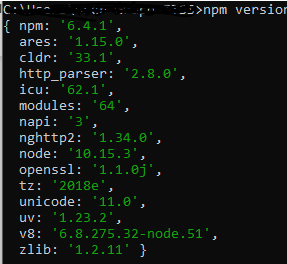 >npm version
{ npm: '6.4.1',
ares: '1.15.0',
cldr: '33.1',
http_parser: '2.8.0',
icu: '62.1',
modules: '64',
napi: '3',
nghttp2: '1.34.0',
node: '10.15.3',
openssl: '1.1.0j',
tz: '2018e',
unicode: '11.0',
uv: '1.23.2',
v8: '6.8.275.32-node.51',
zlib: '1.2.11' }